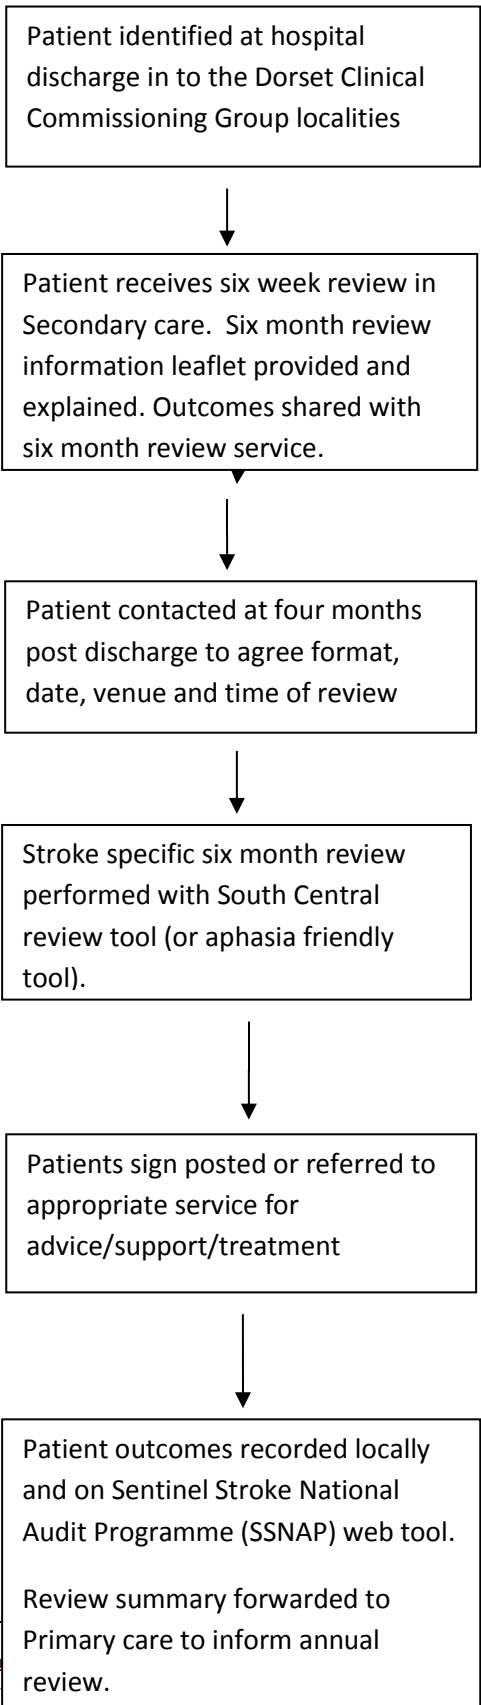 Patient identified at hospital
discharge in to the Dorset Clinical
Commissioning Group localities
Patient receives six week review in
Secondary care.  Six month review
information leaflet provided and
explained. Outcomes shared with
six month review service.
Patient contacted at four months
post discharge to agree format,
date, venue and time of review
Stroke specific six month review
performed with South Central
review tool (or aphasia friendly
tool).
Patients sign posted or referred to
appropriate service for
advice/support/treatment
Patient outcomes recorded locally
and on Sentinel Stroke National
Audit Programme (SSNAP) web tool.
Review summary forwarded to
Primary care to inform annual
review.